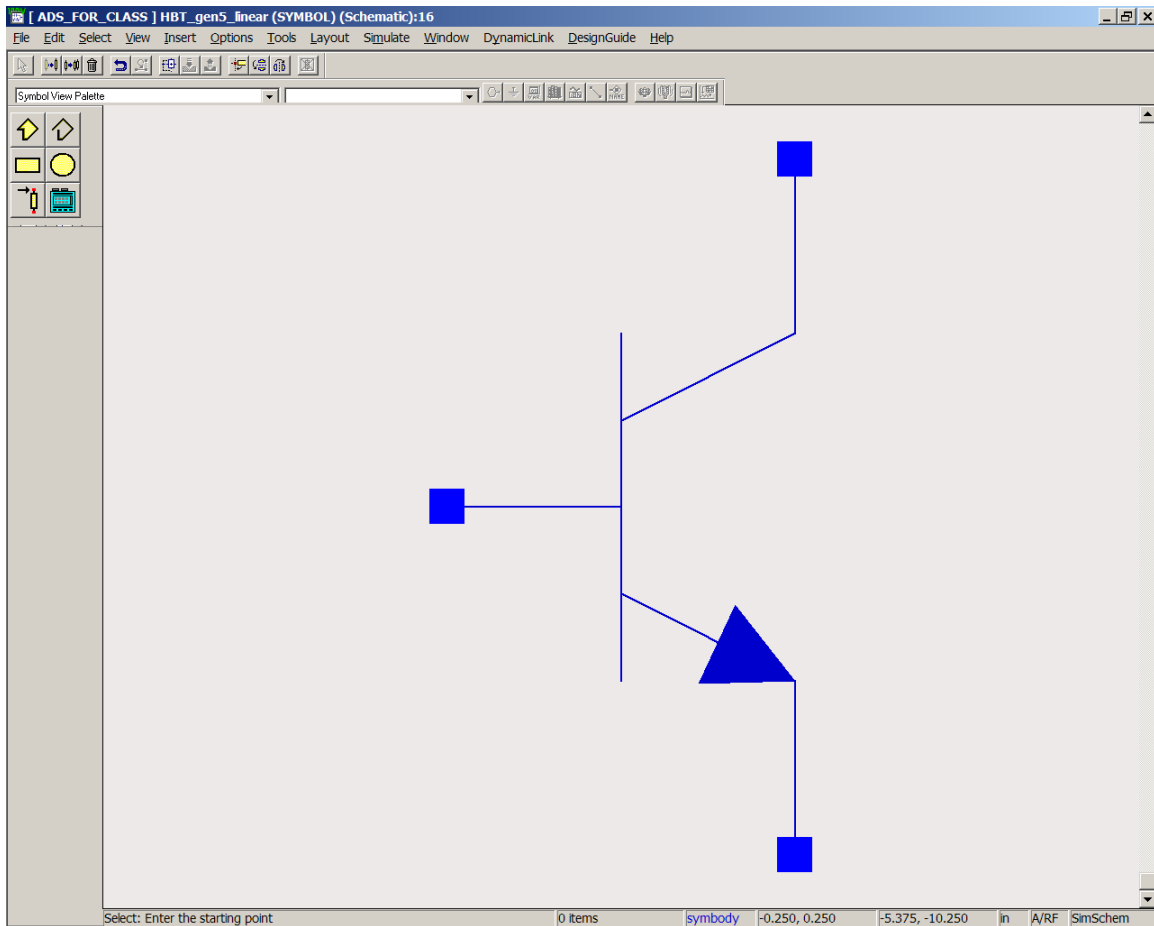 [ ADS_FOR_CLASS ] HBT_gen5_linear (SYMBOL) (Schematic):16
File Edit Select View Insert Options Tools Layout Simulate Window DynamicLink DesignGuide Help
Symbol View Palette
Select: Enter the starting point 0 items symbody -0.250, 0.250 -5.375, -10.250 in A/RF SimSchem